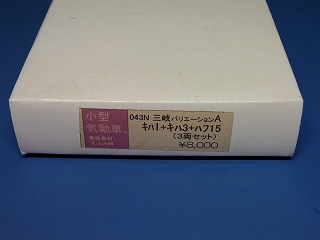 小型
気動車
043N 三岐バリエーションA
キハ1+キハ3+ハフ15
(3両セット)
¥8,000